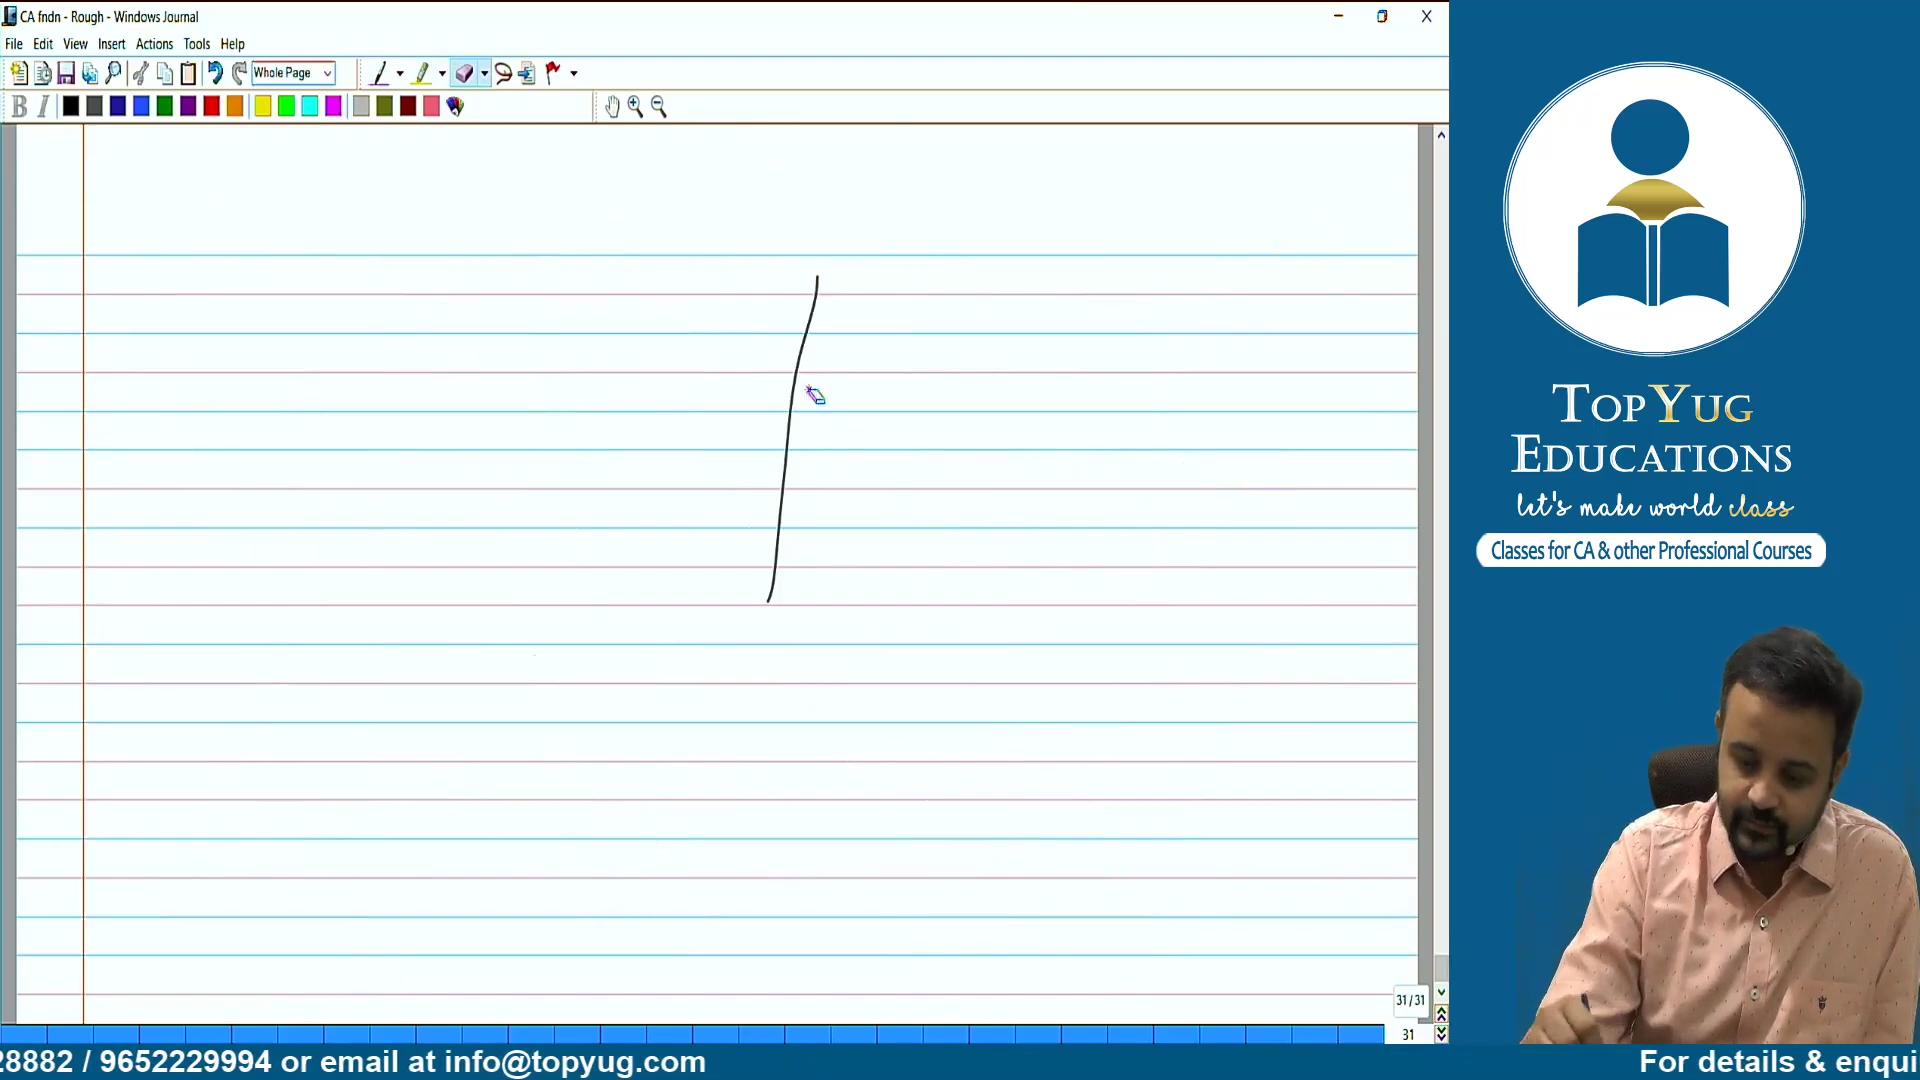 CA fndn - Rough - Windows Journal
File Edit View Insert Actions Tools Help
Whole Page
B I
31 / 31
31
TOPYUG
EDUCATIONS
let's make world class
Classes for CA & other Professional Courses
28882 / 9652229994 or email at info@topyug.com
For details & enqui